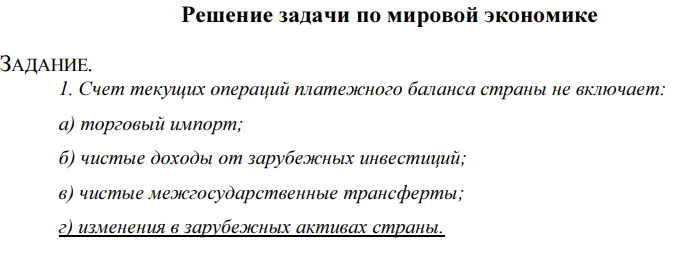 Решение задачи по мировой экономике
ЗАДАНИЕ.
1. Счет текущих операций платежного баланса страны не включает:
а) торговый импорт;
б) чистые доходы от зарубежных инвестиций;
в) чистые межгосударственные трансферты;
г) изменения в зарубежных активах страны.